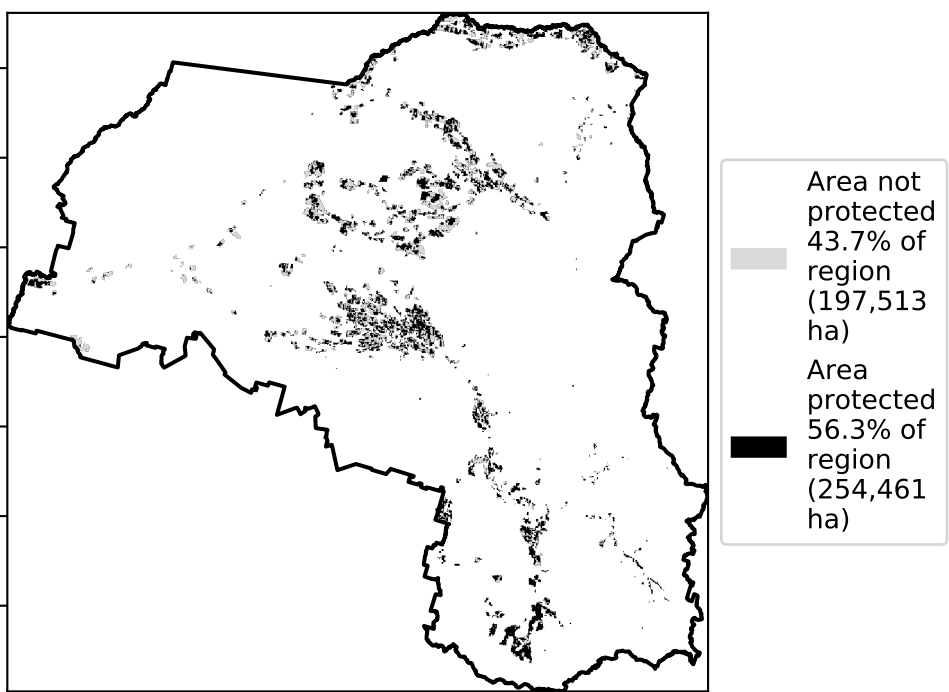 Area not
protected
43.7% of
region
(197,513
ha)
Area
protected
56.3% of
region
(254,461
ha)